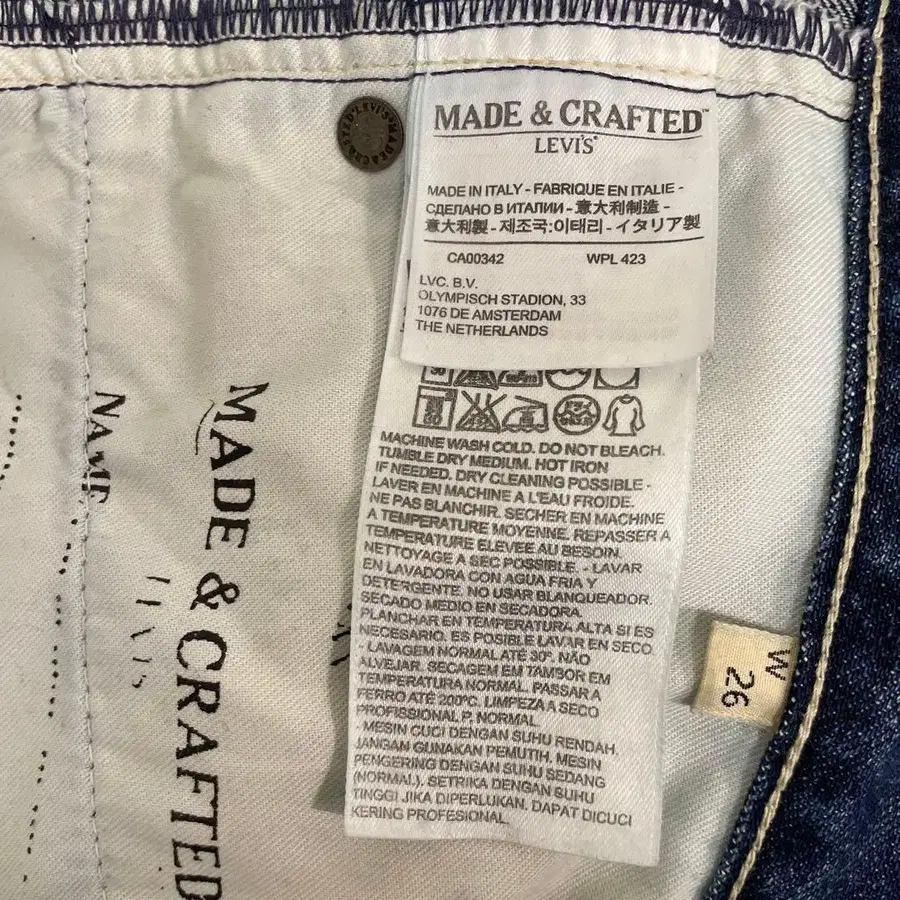 MADE & CRAFTED™
LEVI'S®
MADE IN ITALY - FABRIQUE EN ITALIE -
СДЕЛАНО В ИТАЛИИ - 意大利制造 -
意大利製 - 제조국:이태리 - イタリア製
CA00342 WPL 423
LVC. B.V.
OLYMPISCH STADION, 33
1076 DE AMSTERDAM
THE NETHERLANDS
MACHINE WASH COLD. DO NOT BLEACH.
TUMBLE DRY MEDIUM. HOT IRON
IF NEEDED. DRY CLEANING POSSIBLE -
LAVER EN MACHINE A L'EAU FROIDE.
NE PAS BLANCHIR. SECHER EN MACHINE
A TEMPERATURE MOYENNE. REPASSER A
TEMPERATURE ELEVEE AU BESOIN.
NETTOYAGE A SEC POSSIBLE. - LAVAR
EN LAVADORA CON AGUA FRIA Y
DETERGENTE. NO USAR BLANQUEADOR.
SECADO MEDIO EN SECADORA.
PLANCHAR EN TEMPERATURA ALTA SI ES
NECESARIO. ES POSIBLE LAVAR EN SECO.
- LAVAGEM NORMAL ATÉ 30º. NÃO
ALVEJAR. SECAGEM EM TAMBOR EM
TEMPERATURA NORMAL. PASSAR A
FERRO ATÉ 200ºC. LIMPEZA A SECO
PROFISSIONAL P. NORMAL
. MESIN CUCI DENGAN SUHU RENDAH.
JANGAN GUNAKAN PEMUTIH. MESIN
PENGERING DENGAN SUHU SEDANG
(NORMAL). SETRIKA DENGAN SUHU
TINGGI JIKA DIPERLUKAN. DAPAT DICUCI
KERING PROFESIONAL.
W
26
LEVI'S MADE & CRAFTED
NAME
MADE & CRAFTED